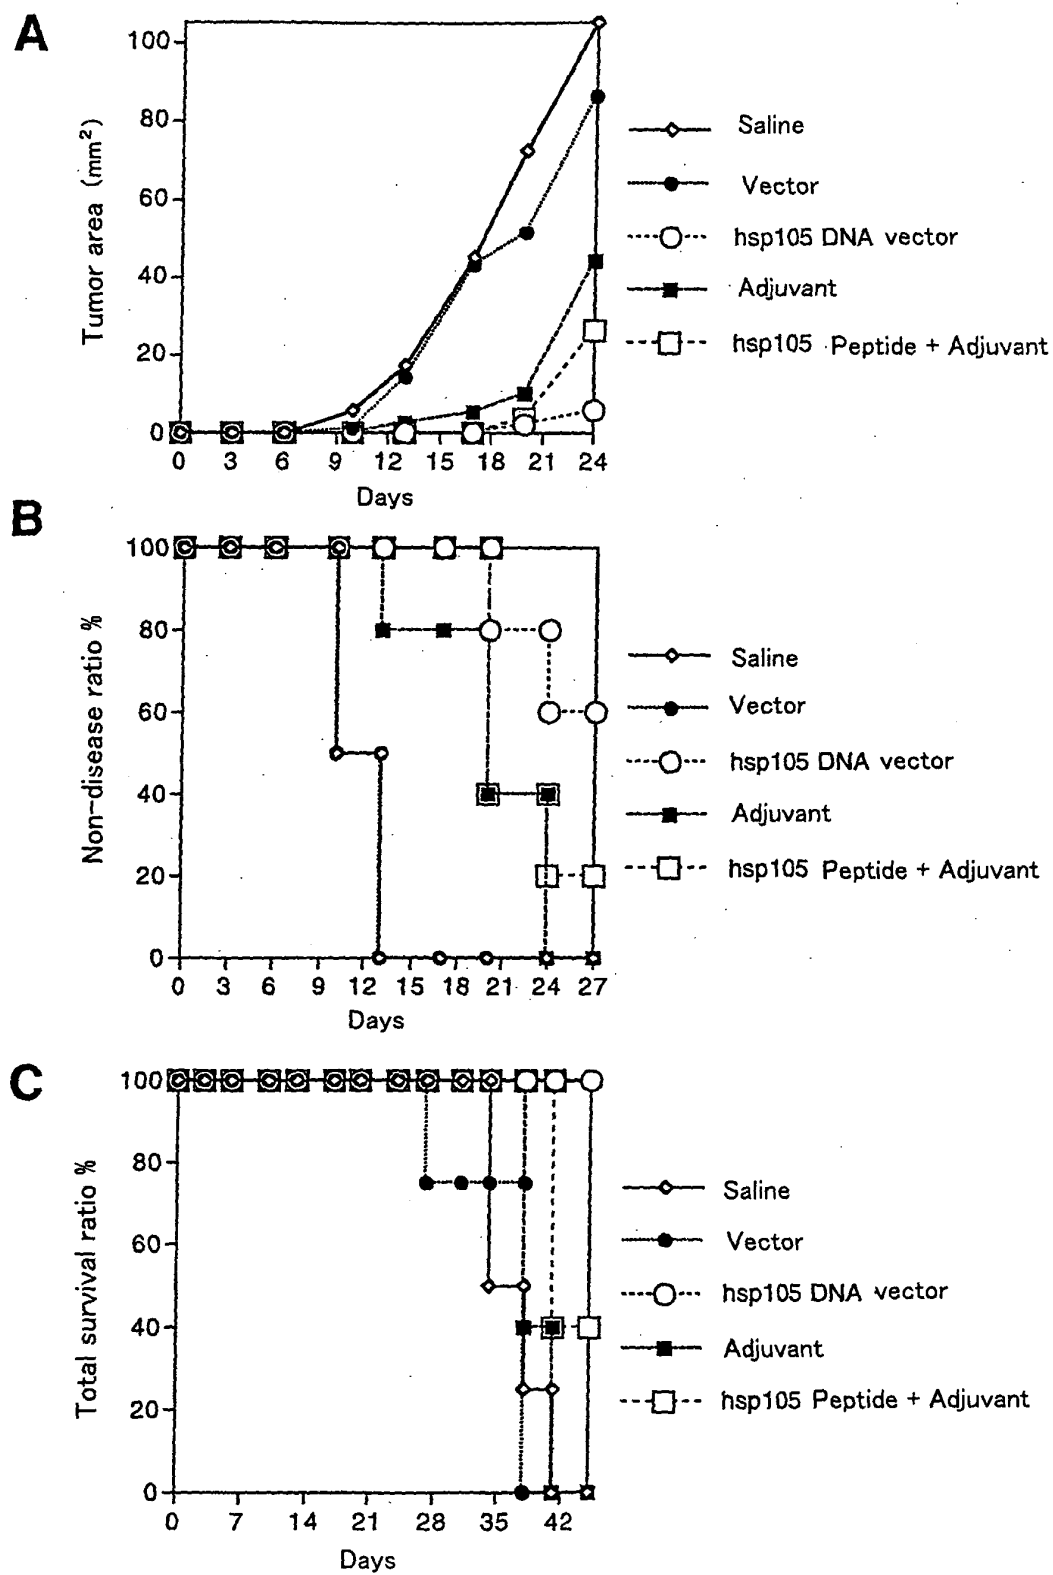 A
Tumor area (mm²)
100
80
60
40
20
0
0 3 6 9 12 15 18 21 24
Days
Saline
Vector
hsp105 DNA vector
Adjuvant
hsp105 Peptide + Adjuvant
B
Non-disease ratio %
100
80
60
40
20
0
0 3 6 9 12 15 18 21 24 27
Days
Saline
Vector
hsp105 DNA vector
Adjuvant
hsp105 Peptide + Adjuvant
C
Total survival ratio %
100
80
60
40
20
0
0 7 14 21 28 35 42
Days
Saline
Vector
hsp105 DNA vector
Adjuvant
hsp105 Peptide + Adjuvant